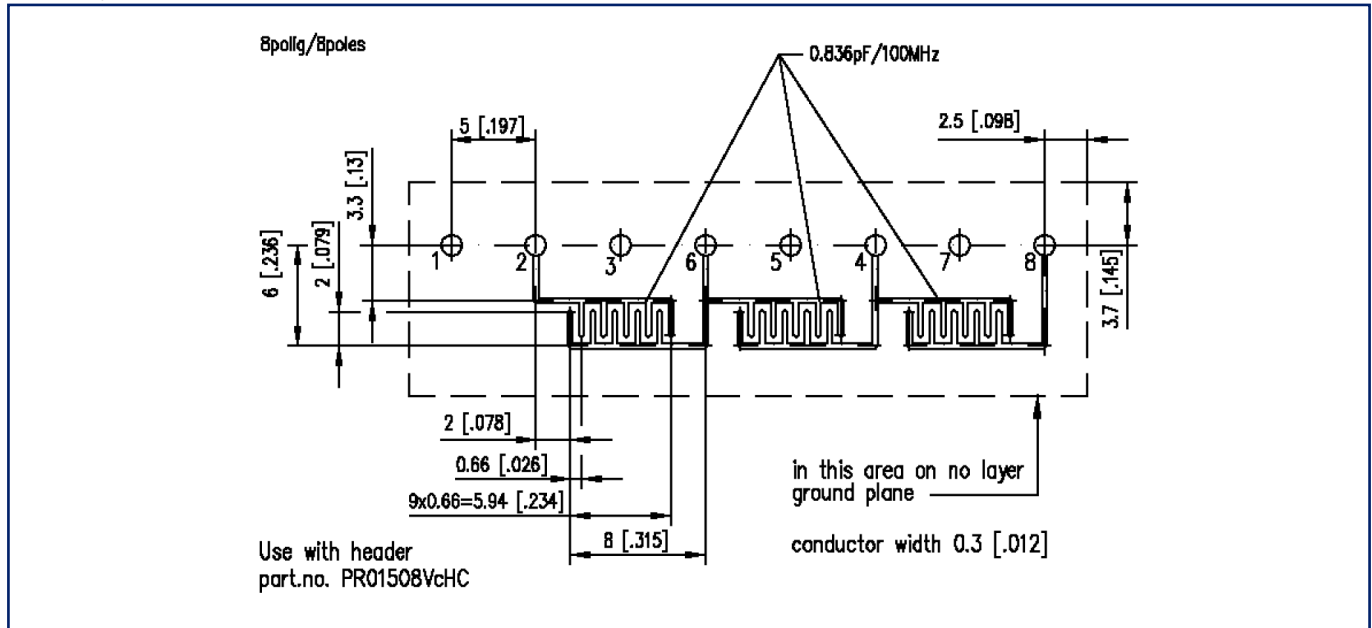 8polig/8poles
0.836pF/100MHz
5 [.197]
2.5 [.098]
3.3 [.13]
6 [.236]
2 [.079]
1
2
3
6
5
4
7
8
3.7 [.145]
2 [.078]
0.66 [.026]
9x0.66=5.94 [.234]
8 [.315]
in this area on no layer
ground plane
conductor width 0.3 [.012]
Use with header
part.no. PR01508VcHC